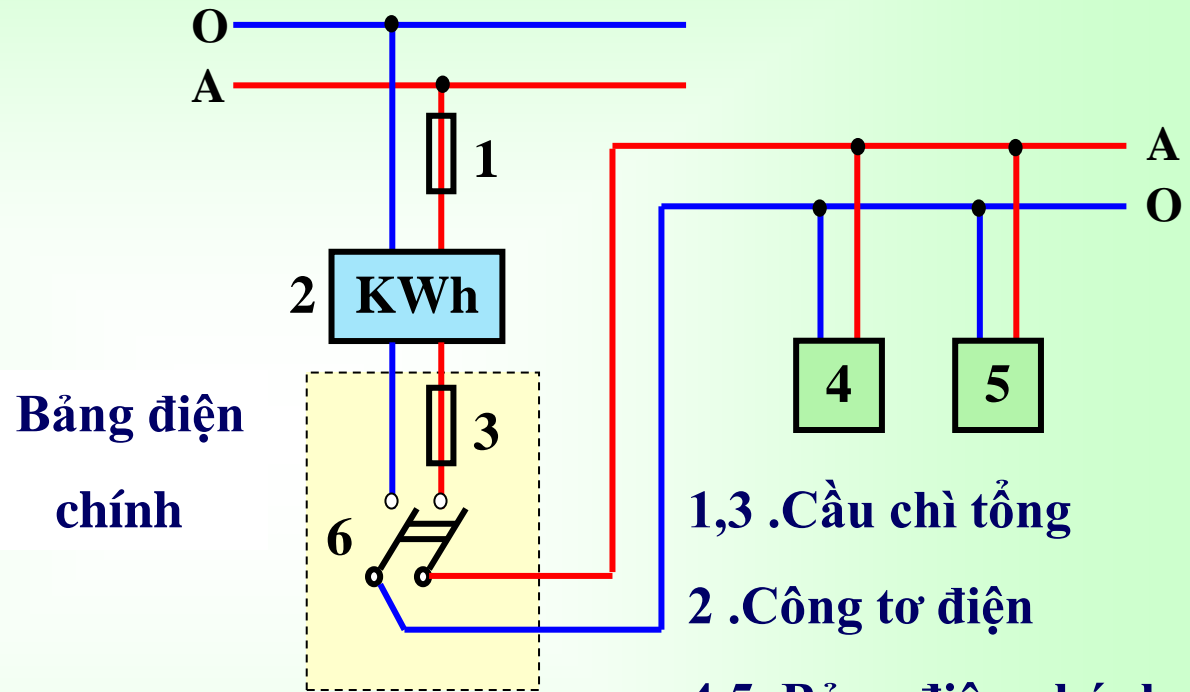 O
A
1
A
O
2
KWh
4
5
Bảng điện
chính
3
6
1,3 .Cầu chì tổng
2 .Công tơ điện